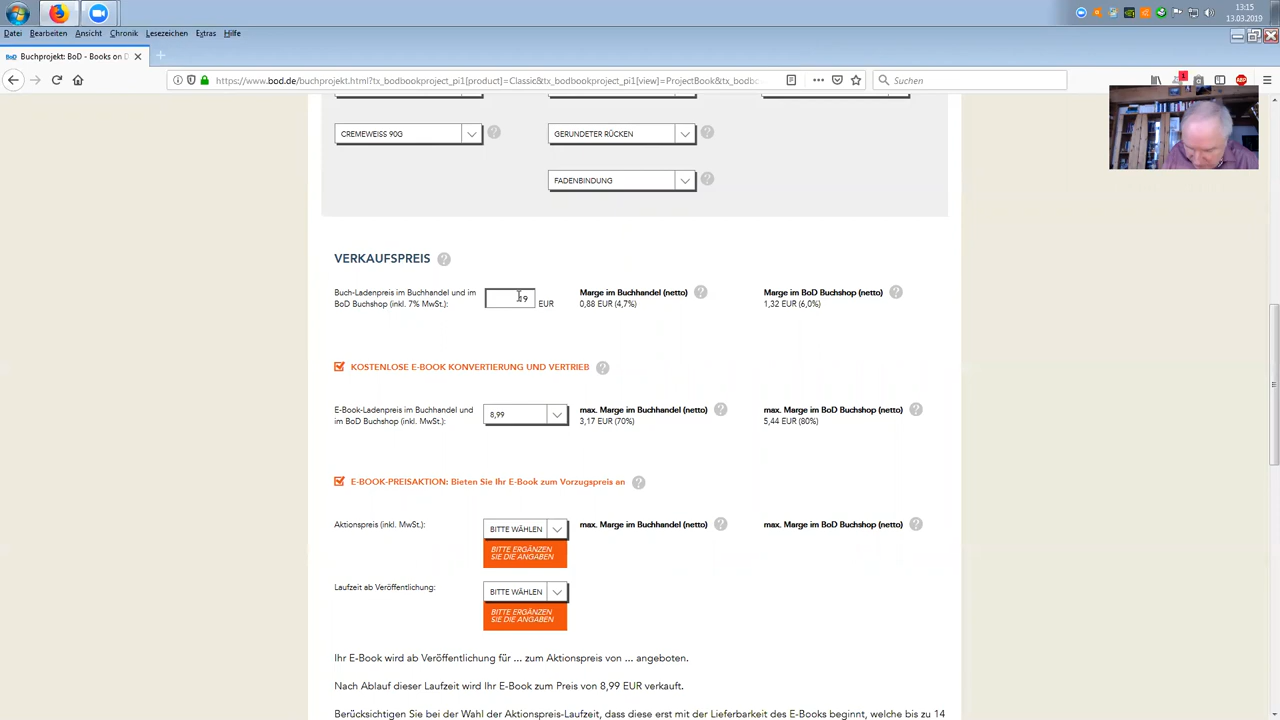 13:15
13.03.2019
Datei Bearbeiten Ansicht Chronik Lesezeichen Extras Hilfe
BoD Buchprojekt: BoD - Books on D
https://www.bod.de/buchprojekt.html?tx_bodbookproject_pi1[product]=Classic&tx_bodbookproject_pi1[view]=ProjectBook&tx_bodbo
Suchen
1
ABP
CREMEWEISS 90G
GERUNDETER RÜCKEN
FADENBINDUNG
VERKAUFSPREIS
Buch-Ladenpreis im Buchhandel und im
BoD Buchshop (inkl. 7% MwSt.):
EUR
Marge im Buchhandel (netto)
0,88 EUR (4,7%)
Marge im BoD Buchshop (netto)
1,32 EUR (6,0%)
KOSTENLOSE E-BOOK KONVERTIERUNG UND VERTRIEB
E-Book-Ladenpreis im Buchhandel und
im BoD Buchshop (inkl. MwSt.):
8,99
max. Marge im Buchhandel (netto)
3,17 EUR (70%)
max. Marge im BoD Buchshop (netto)
5,44 EUR (80%)
E-BOOK-PREISAKTION: Bieten Sie Ihr E-Book zum Vorzugspreis an
Aktionspreis (inkl. MwSt.):
BITTE WÄHLEN
BITTE ERGÄNZEN
SIE DIE ANGABEN
max. Marge im Buchhandel (netto)
max. Marge im BoD Buchshop (netto)
Laufzeit ab Veröffentlichung:
BITTE WÄHLEN
BITTE ERGÄNZEN
SIE DIE ANGABEN
Ihr E-Book wird ab Veröffentlichung für ... zum Aktionspreis von ... angeboten.
Nach Ablauf dieser Laufzeit wird Ihr E-Book zum Preis von 8,99 EUR verkauft.
Berücksichtigen Sie bei der Wahl der Aktionspreis-Laufzeit, dass diese erst mit der Lieferbarkeit des E-Books beginnt, welche bis zu 14